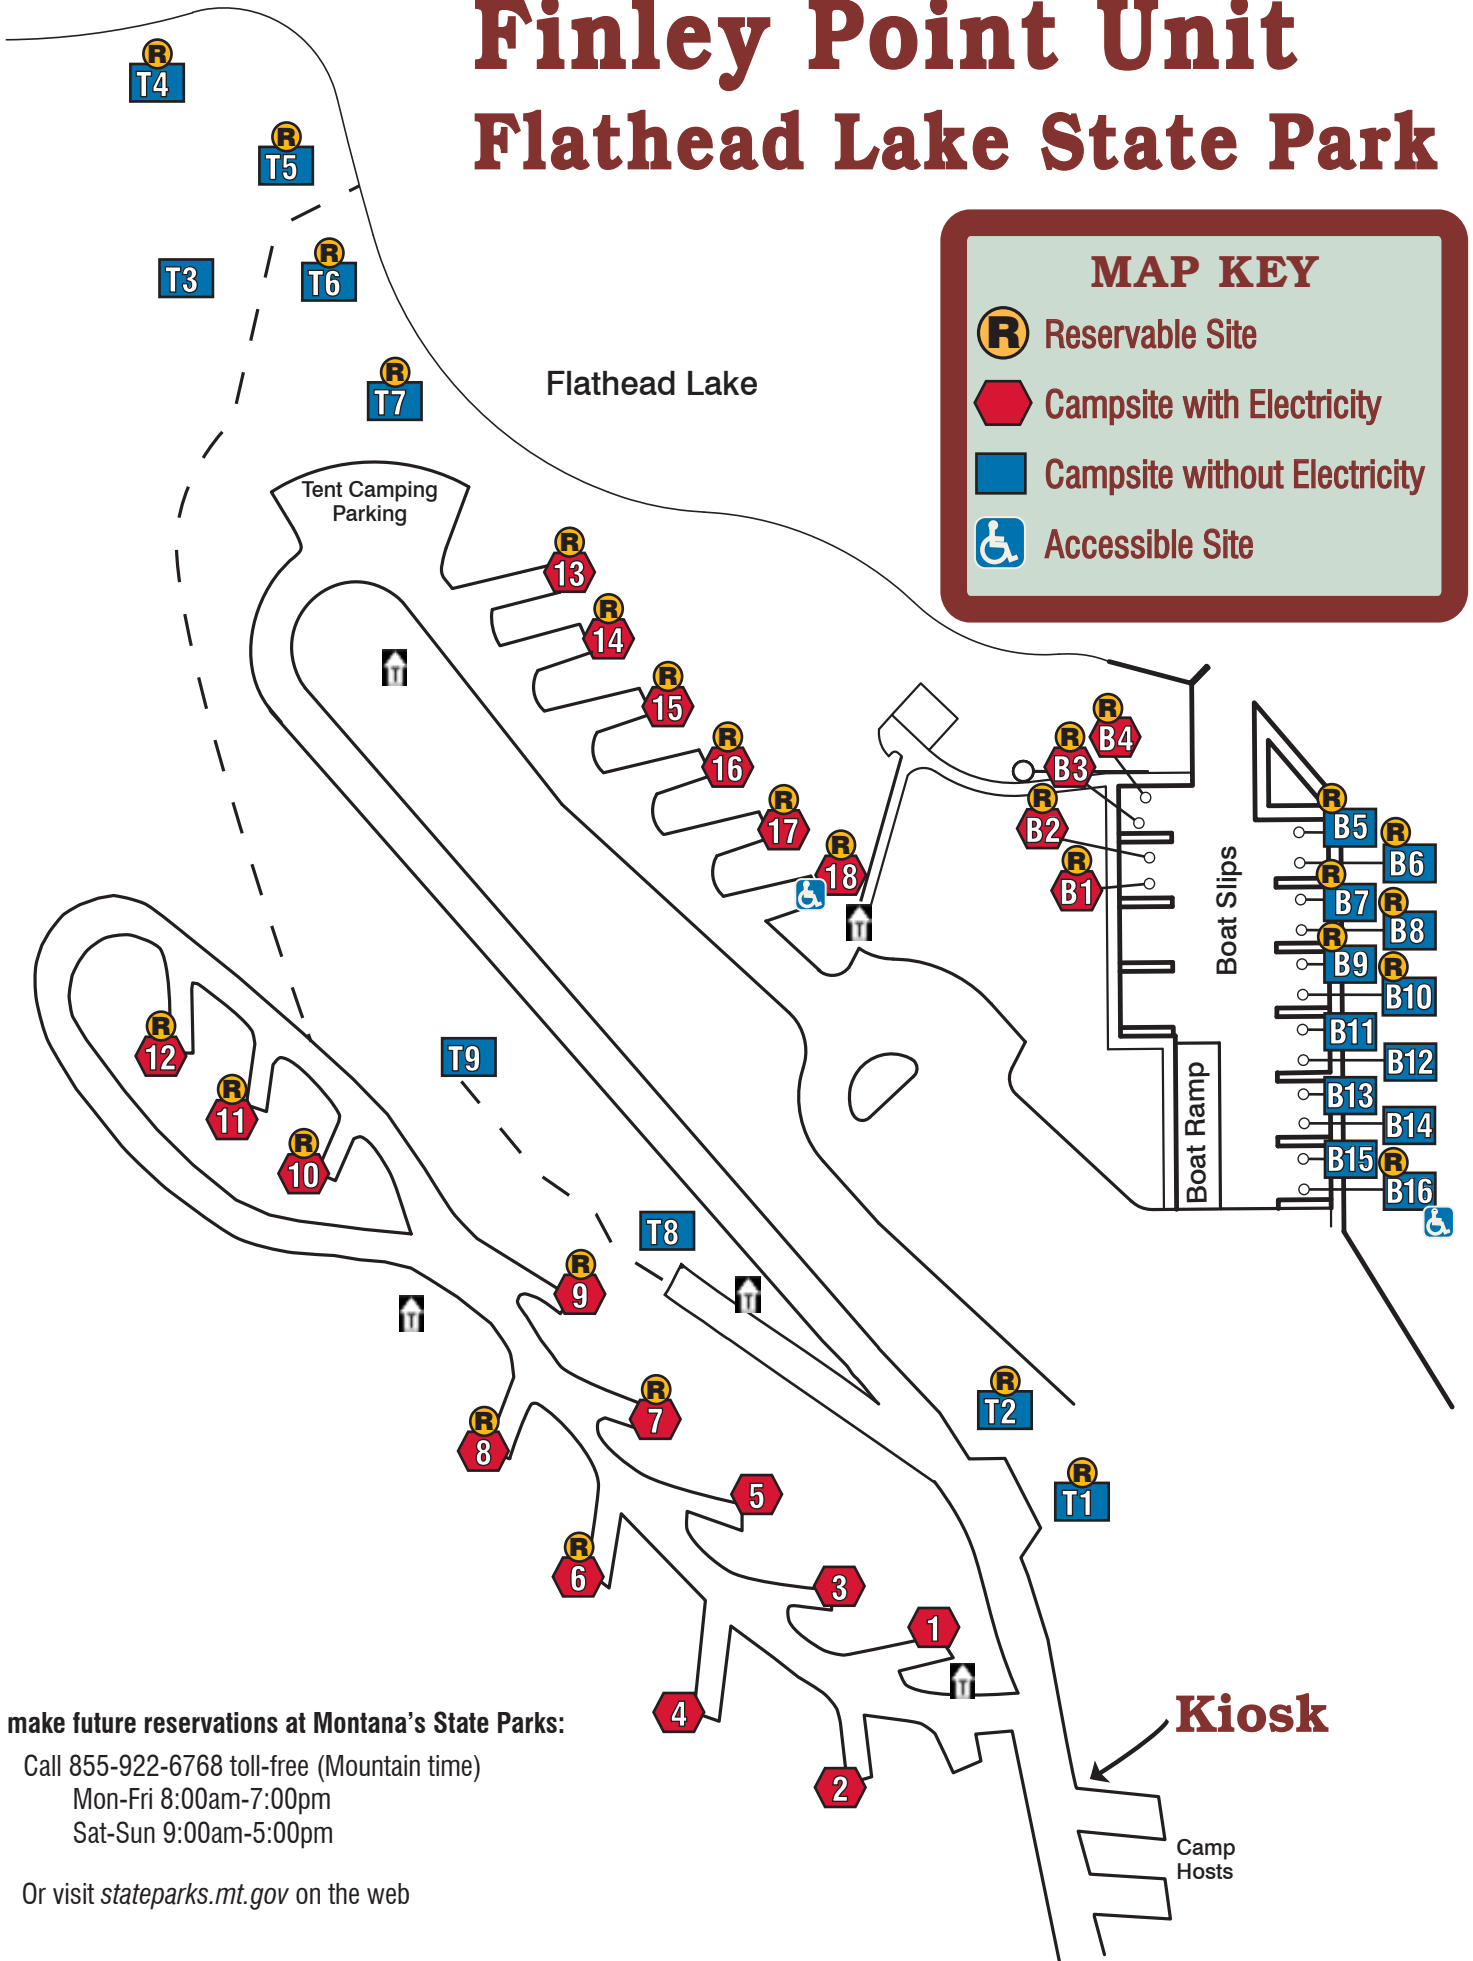 Finley Point Unit
Flathead Lake State Park
MAP KEY
R Reservable Site
Campsite with Electricity
Campsite without Electricity
Accessible Site
R
T4
R
T5
T3
R
T6
R
T7
Flathead Lake
Tent Camping
Parking
R
13
R
14
R
15
R
16
R
17
R
18
T
T
R
B4
R
B3
R
B2
R
B1
Boat Slips
Boat Ramp
R
B5
R
B6
R
B7
R
B8
R
B9
R
B10
B11
B12
B13
B14
B15
R
B16
R
12
R
11
R
10
T9
T8
T
T
R
9
R
8
R
7
R
6
5
4
3
2
1
T
R
T2
R
T1
Kiosk
Camp
Hosts
make future reservations at Montana’s State Parks:
Call 855-922-6768 toll-free (Mountain time)
Mon-Fri 8:00am-7:00pm
Sat-Sun 9:00am-5:00pm
Or visit stateparks.mt.gov on the web